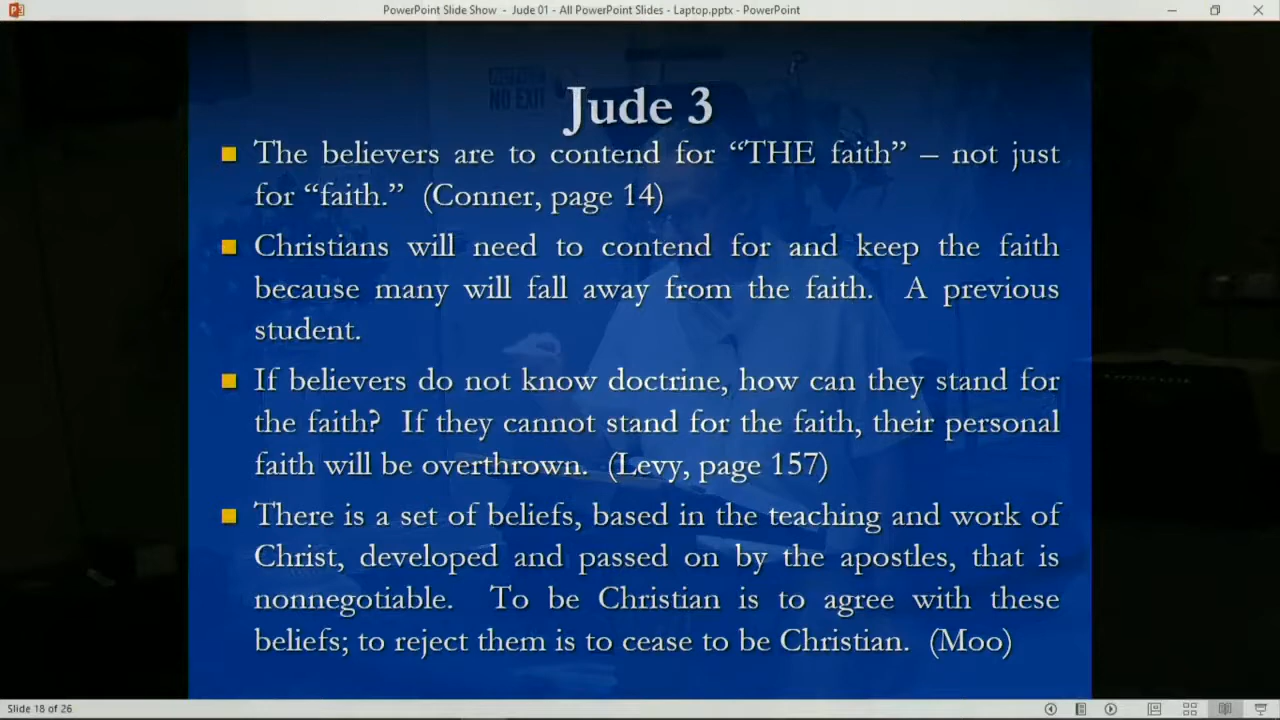 PowerPoint Slide Show - Jude 01 - All PowerPoint Slides - Laptop.pptx - PowerPoint
NO EXIT
Jude 3
The believers are to contend for “THE faith” – not just
for “faith.” (Conner, page 14)
Christians will need to contend for and keep the faith
because many will fall away from the faith. A previous
student.
If believers do not know doctrine, how can they stand for
the faith? If they cannot stand for the faith, their personal
faith will be overthrown. (Levy, page 157)
There is a set of beliefs, based in the teaching and work of
Christ, developed and passed on by the apostles, that is
nonnegotiable. To be Christian is to agree with these
beliefs; to reject them is to cease to be Christian. (Moo)
Slide 18 of 26